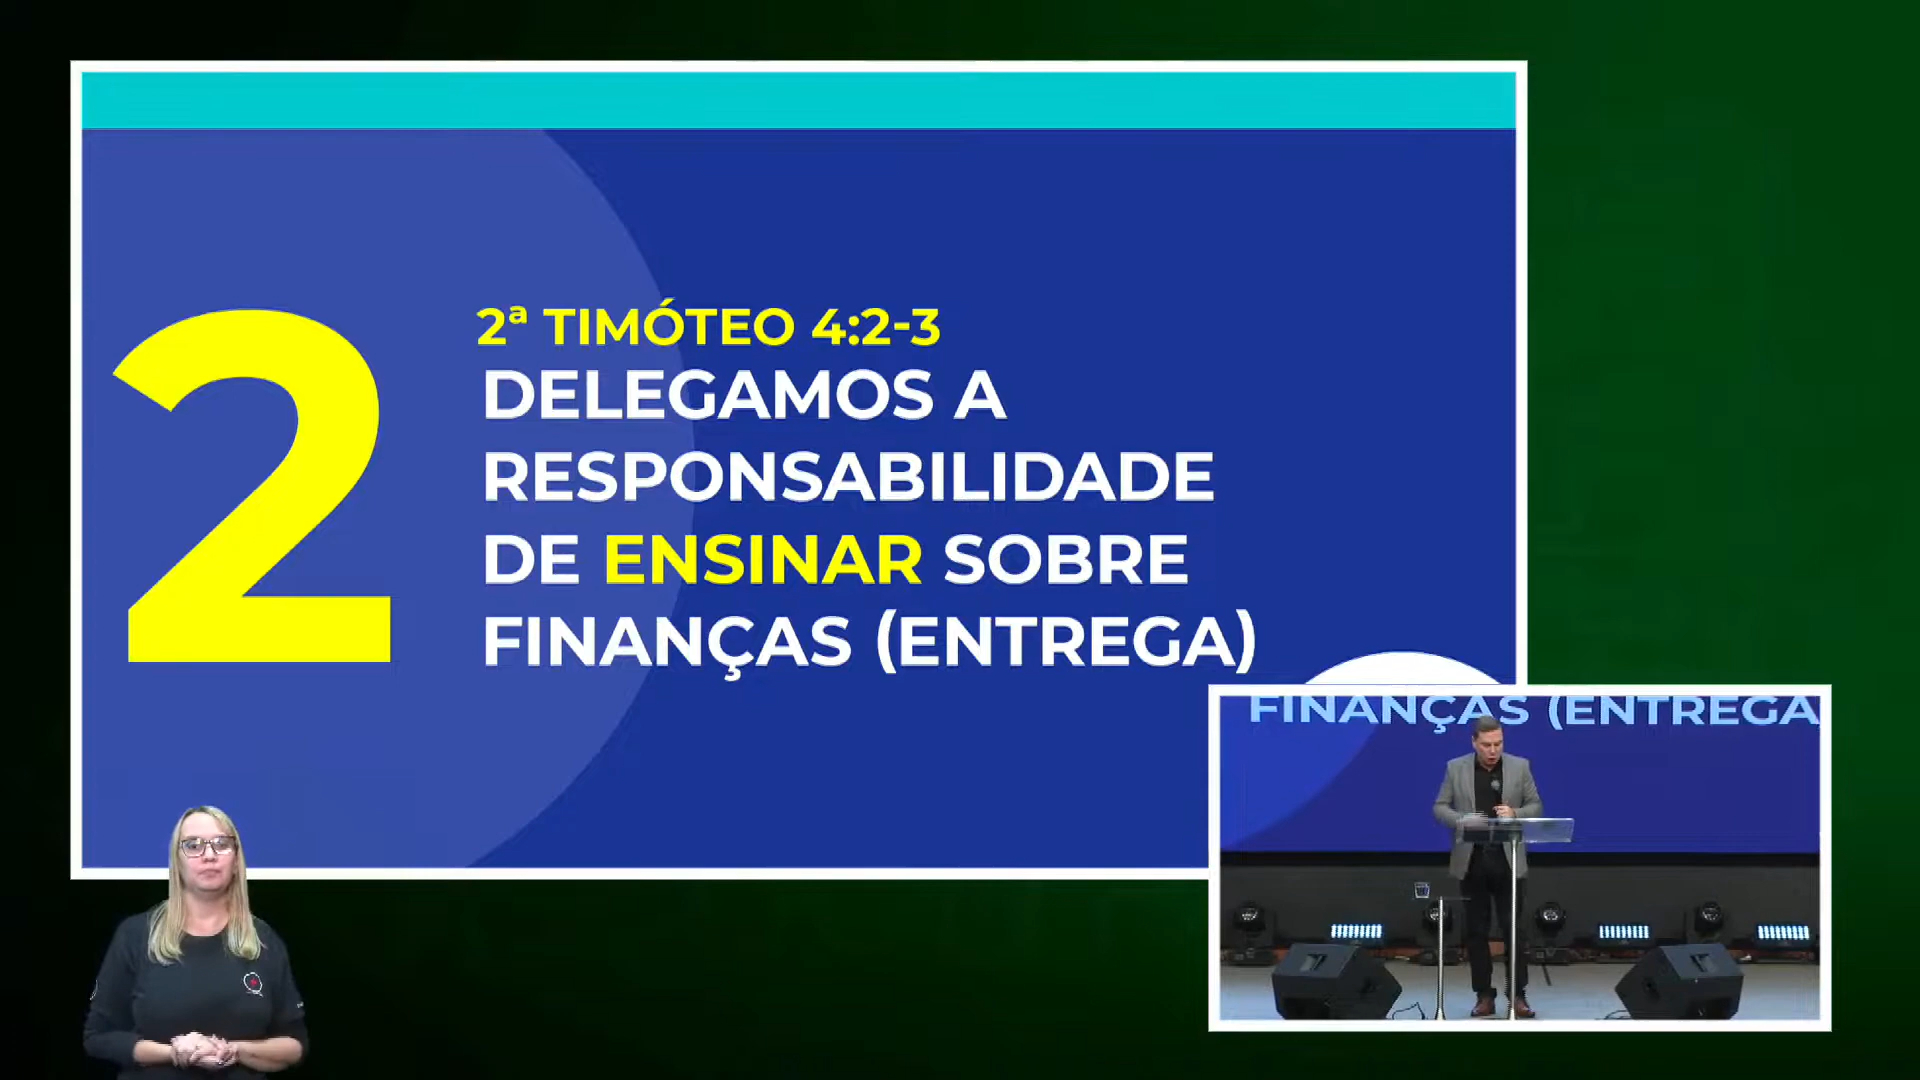 2
2ª TIMÓTEO 4:2-3
DELEGAMOS A
RESPONSABILIDADE
DE ENSINAR SOBRE
FINANÇAS (ENTREGA)
FINANÇAS (ENTREGA